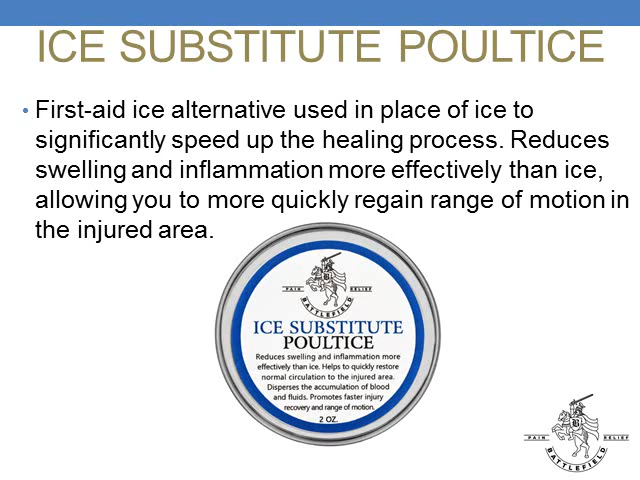 ICE SUBSTITUTE POULTICE
• First-aid ice alternative used in place of ice to
significantly speed up the healing process. Reduces
swelling and inflammation more effectively than ice,
allowing you to more quickly regain range of motion in
the injured area.
PAIN RELIEF
BATTLEFIELD
ICE SUBSTITUTE
POULTICE
Reduces swelling and inflammation more
effectively than ice. Helps to quickly restore
normal circulation to the injured area.
Disperses the accumulation of blood
and fluids. Promotes faster injury
recovery and range of motion.
2 OZ.
B
PAIN RELIEF
BATTLEFIELD